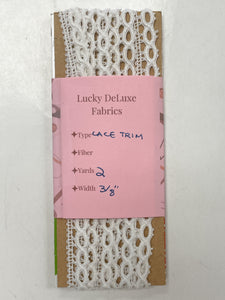 Lucky DeLuxe
Fabrics
Type LACE TRIM
Fiber
Yards 2
Width 3/8"